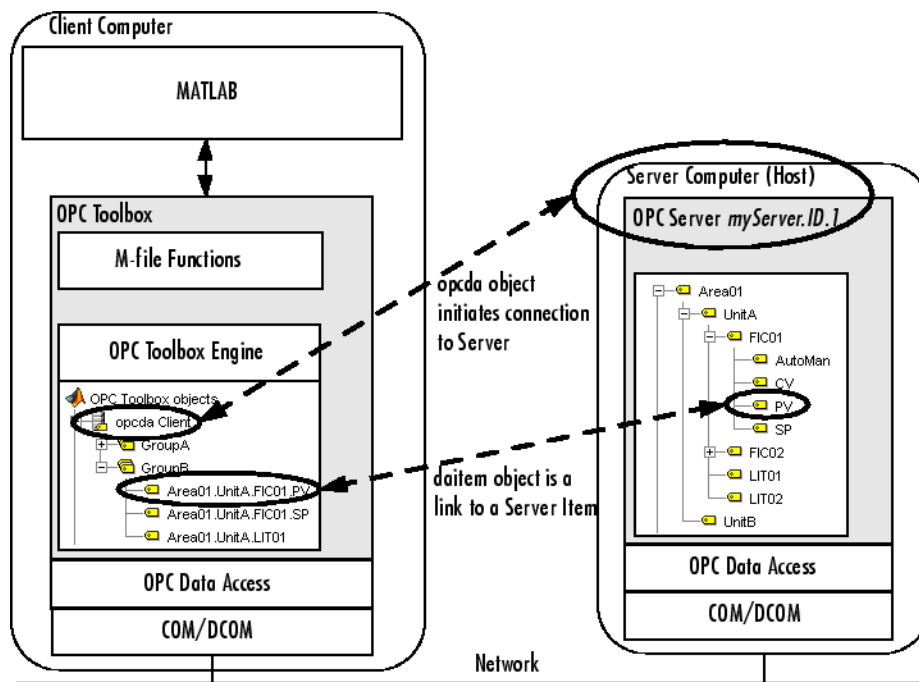 Client Computer
MATLAB
OPC Toolbox
M-file Functions
OPC Toolbox Engine
OPC Toolbox objects
opcda Client
GroupA
GroupB
Area01.UnitA.FIC01.PV
Area01.UnitA.FIC01.SP
Area01.UnitA.LIT01
OPC Data Access
COM/DCOM
opcda object
initiates connection
to Server
daitem object is a
link to a Server Item
Server Computer (Host)
OPC Server myServer.ID.1
Area01
UnitA
FIC01
AutoMan
CV
PV
SP
FIC02
LIT01
LIT02
UnitB
OPC Data Access
COM/DCOM
Network